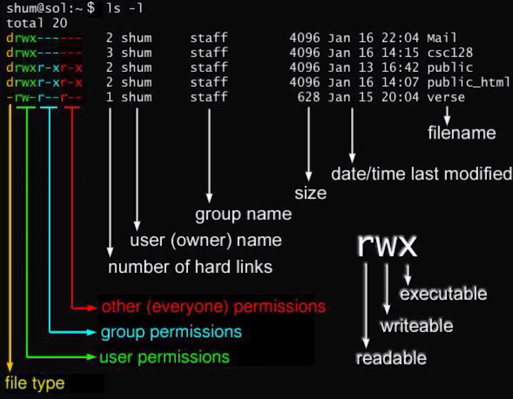 shum@sol:~$ ls -l
total 20
drwx------ 2 shum staff 4096 Jan 16 22:04 Mail
drwx------ 3 shum staff 4096 Jan 16 14:15 csc128
drwxr-xr-x 2 shum staff 4096 Jan 13 16:42 public
drwxr-xr-x 2 shum staff 4096 Jan 16 14:07 public_html
-rw-r--r-- 1 shum staff 628 Jan 15 20:04 verse
filename
date/time last modified
size
group name
user (owner) name
number of hard links
rwx
executable
writeable
readable
other (everyone) permissions
group permissions
user permissions
file type